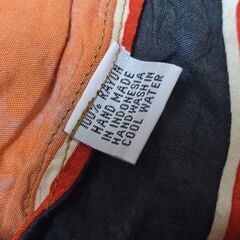 100% RAYON
HAND MADE
IN INDONESIA
HAND WASH IN
COOL WATER